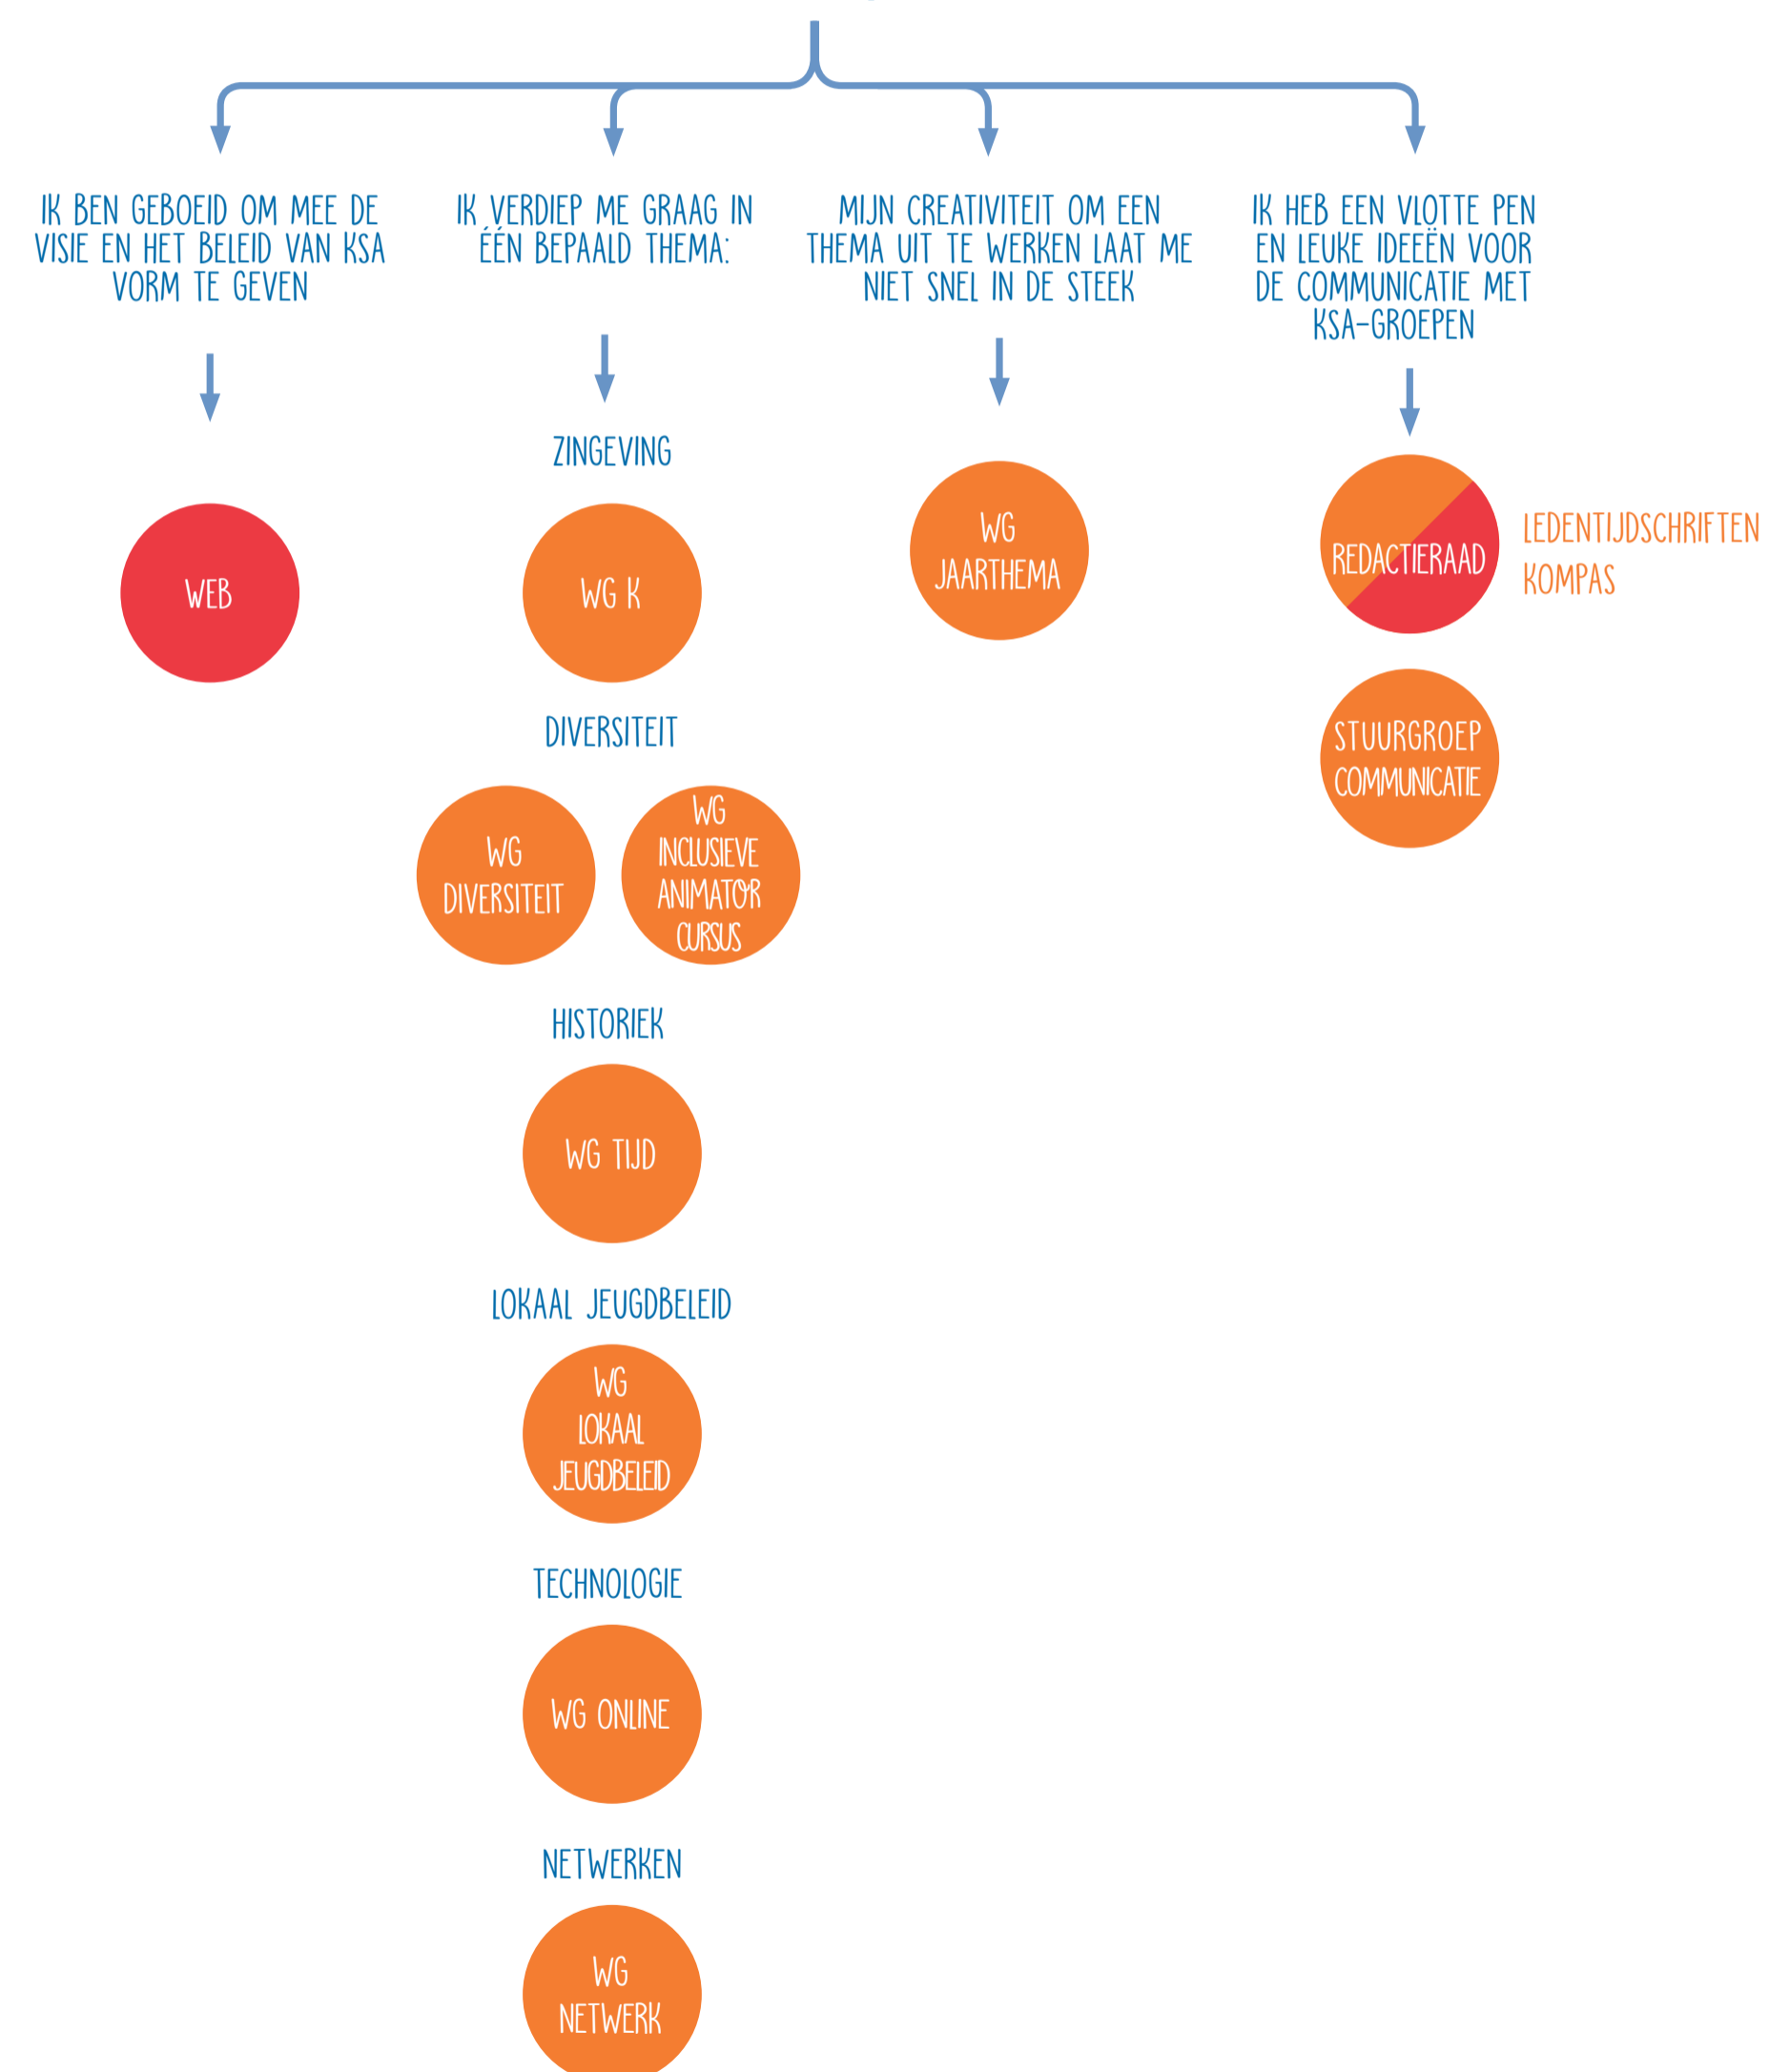 IK BEN GEBOEID OM MEE DE
VISIE EN HET BELEID VAN KSA
VORM TE GEVEN
WEB
IK VERDIEP ME GRAAG IN
ÉÉN BEPAALD THEMA:
ZINGEVING
WG K
DIVERSITEIT
WG
DIVERSITEIT
WG
INCLUSIEVE
ANIMATOR
CURSUS
HISTORIEK
WG TIJD
LOKAAL JEUGDBELEID
WG
LOKAAL
JEUGDBELEID
TECHNOLOGIE
WG ONLINE
NETWERKEN
WG
NETWERK
MIJN CREATIVITEIT OM EEN
THEMA UIT TE WERKEN LAAT ME
NIET SNEL IN DE STEEK
WG
JAARTHEMA
IK HEB EEN VLOTTE PEN
EN LEUKE IDEEËN VOOR
DE COMMUNICATIE MET
KSA-GROEPEN
REDACTIERAAD
LEDENTIJDSCHRIFTEN
KOMPAS
STUURGROEP
COMMUNICATIE